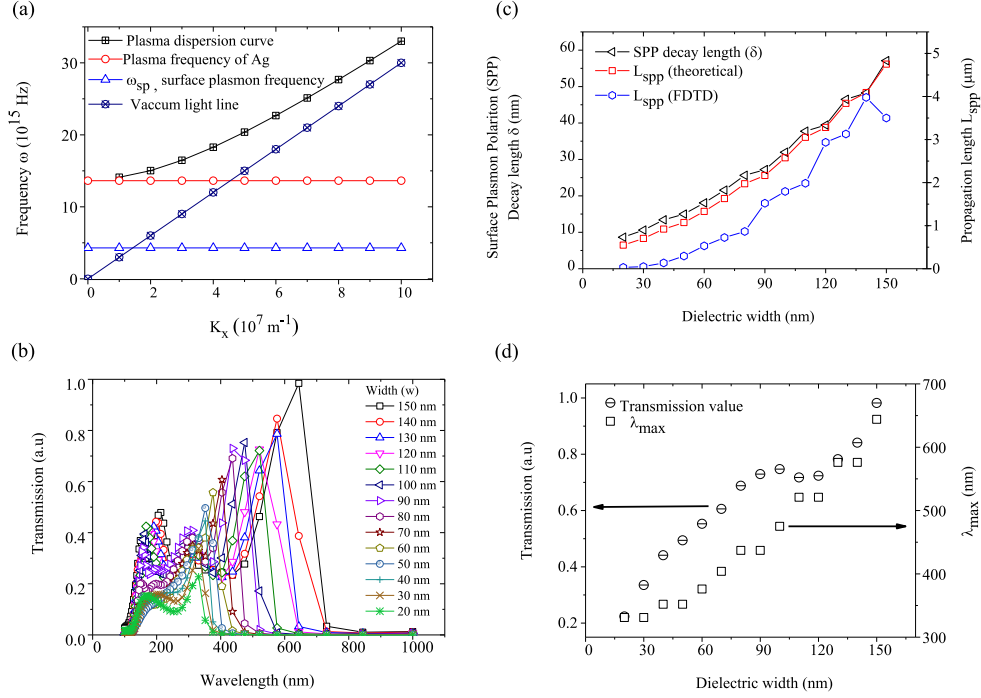 (a)
Plasma dispersion curve
Plasma frequency of Ag
ω_sp , surface plasmon frequency
Vaccum light line
Frequency ω (10^15 Hz)
30
20
10
0
0 2 4 6 8 10
K_x (10^7 m^-1)
(c)
SPP decay length (δ)
L_spp (theoretical)
L_spp (FDTD)
Surface Plasmon Polariton (SPP)
Decay length δ (nm)
60
50
40
30
20
10
0
Propagation length L_spp (μm)
5
4
3
2
1
0
0 30 60 90 120 150
Dielectric width (nm)
(b)
Transmission (a.u)
1.0
0.8
0.6
0.4
0.2
0.0
Width (w)
150 nm
140 nm
130 nm
120 nm
110 nm
100 nm
90 nm
80 nm
70 nm
60 nm
50 nm
40 nm
30 nm
20 nm
0 200 400 600 800 1000
Wavelength (nm)
(d)
Transmission value
λ_max
Transmission (a.u)
1.0
0.8
0.6
0.4
0.2
λ_max (nm)
700
600
500
400
300
0 30 60 90 120 150
Dielectric width (nm)